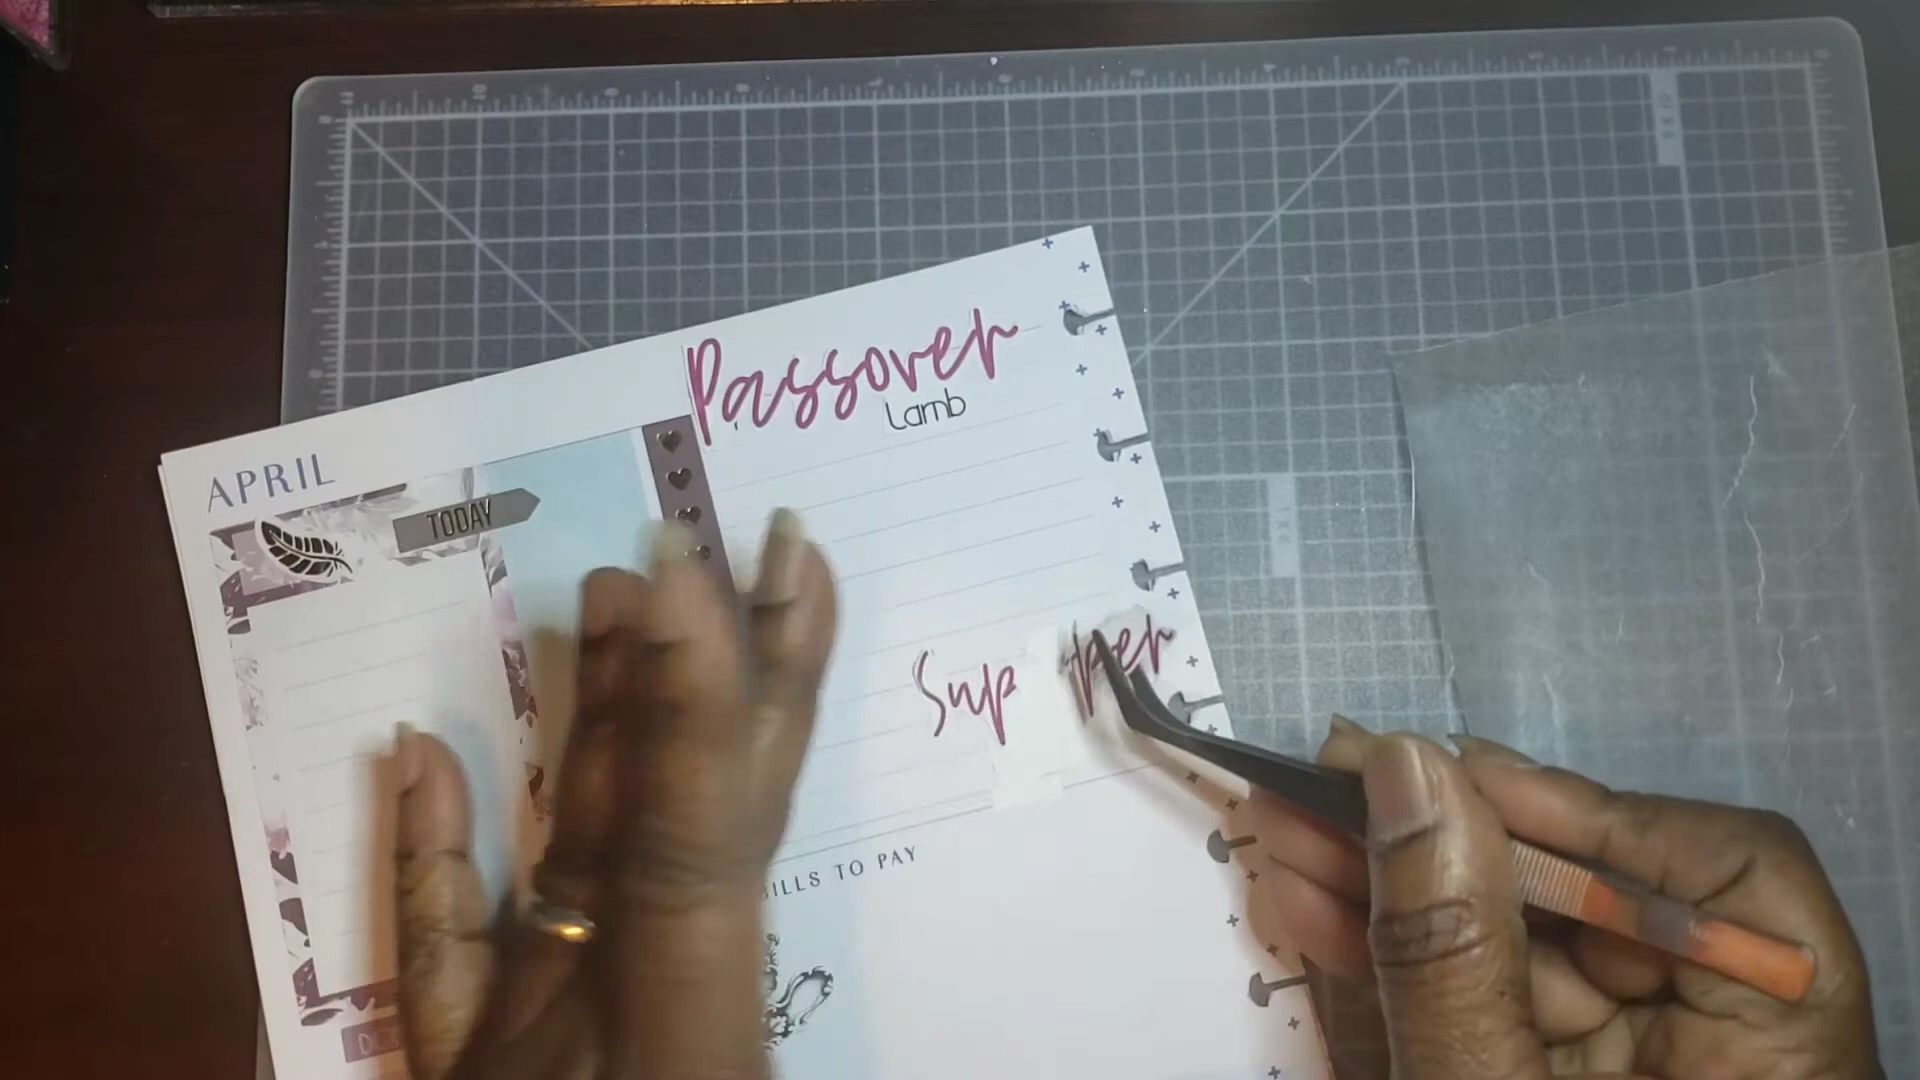 APRIL
TODAY
Passover
Lamb
Sup per
BILLS TO PAY